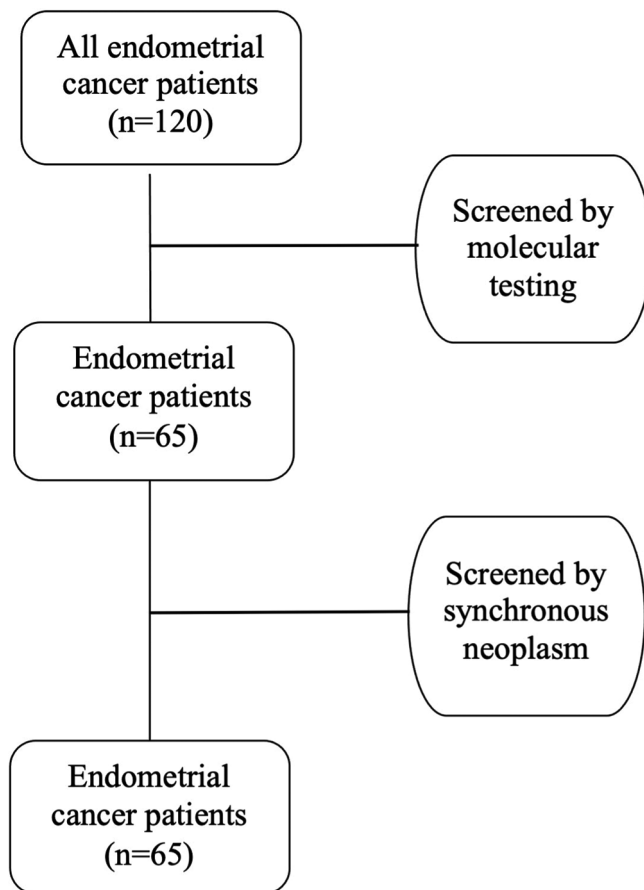 All endometrial
cancer patients
(n=120)
Screened by
molecular
testing
Endometrial
cancer patients
(n=65)
Screened by
synchronous
neoplasm
Endometrial
cancer patients
(n=65)